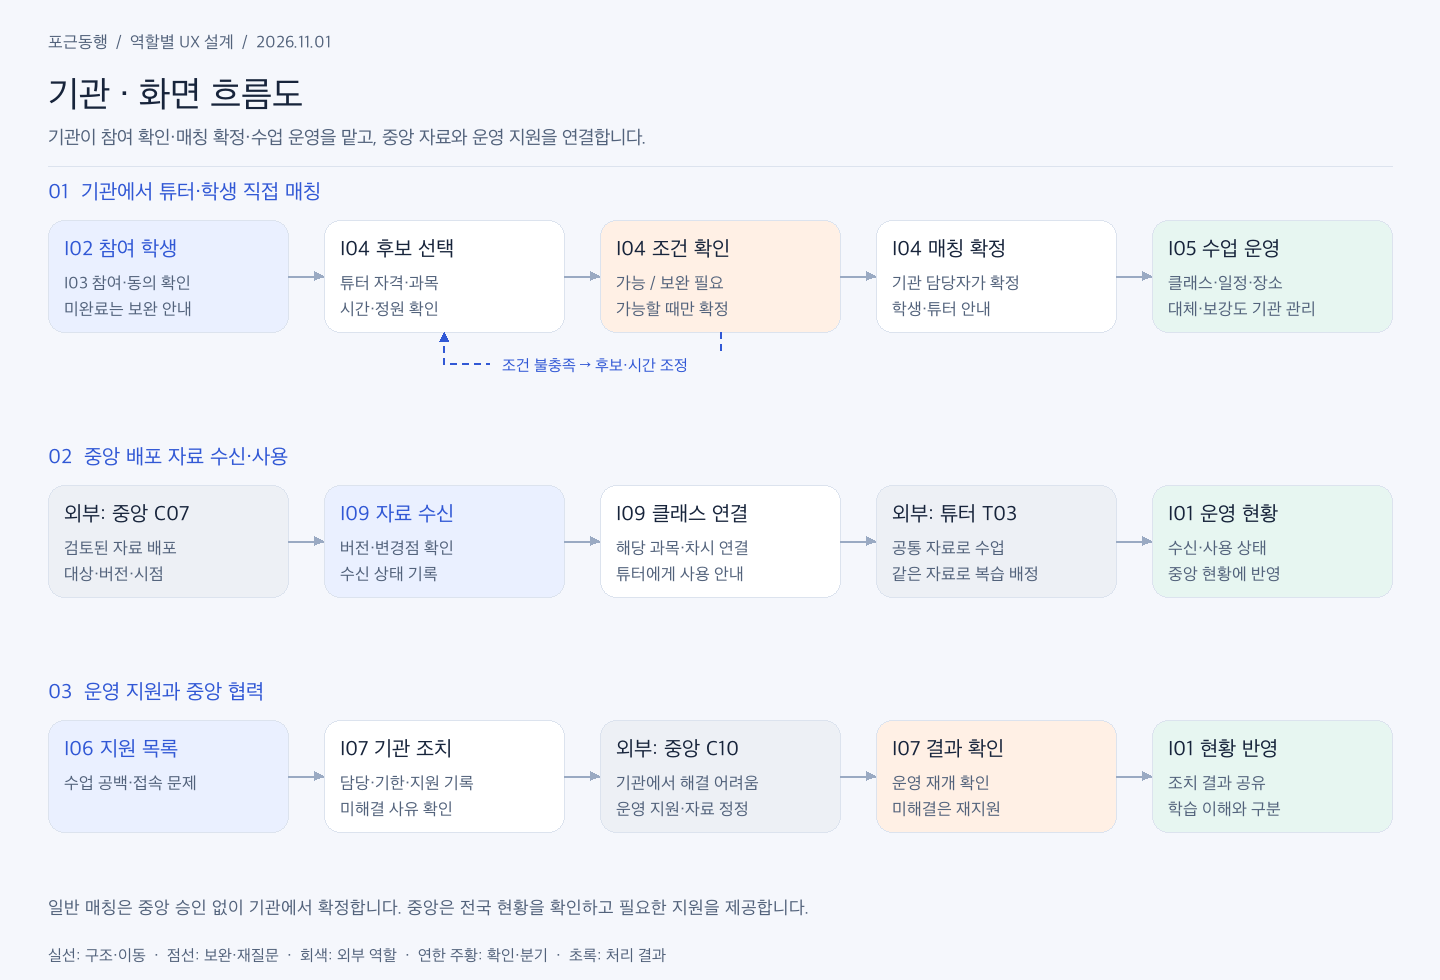 포근동행 / 역할별 UX 설계 / 2026.11.01
기관 · 화면 흐름도
기관이 참여 확인·매칭 확정·수업 운영을 맡고, 중앙 자료와 운영 지원을 연결합니다.
01 기관에서 튜터·학생 직접 매칭
I02 참여 학생
I03 참여·동의 확인
미완료는 보완 안내
I04 후보 선택
튜터 자격·과목
시간·정원 확인
I04 조건 확인
가능 / 보완 필요
가능할 때만 확정
I04 매칭 확정
기관 담당자가 확정
학생·튜터 안내
I05 수업 운영
클래스·일정·장소
대체·보강도 기관 관리
조건 불충족 → 후보·시간 조정
02 중앙 배포 자료 수신·사용
외부: 중앙 C07
검토된 자료 배포
대상·버전·시점
I09 자료 수신
버전·변경점 확인
수신 상태 기록
I09 클래스 연결
해당 과목·차시 연결
튜터에게 사용 안내
외부: 튜터 T03
공통 자료로 수업
같은 자료로 복습 배정
I01 운영 현황
수신·사용 상태
중앙 현황에 반영
03 운영 지원과 중앙 협력
I06 지원 목록
수업 공백·접속 문제
I07 기관 조치
담당·기한·지원 기록
미해결 사유 확인
외부: 중앙 C10
기관에서 해결 어려움
운영 지원·자료 정정
I07 결과 확인
운영 재개 확인
미해결은 재지원
I01 현황 반영
조치 결과 공유
학습 이해와 구분
일반 매칭은 중앙 승인 없이 기관에서 확정합니다. 중앙은 전국 현황을 확인하고 필요한 지원을 제공합니다.
실선: 구조·이동 · 점선: 보완·재질문 · 회색: 외부 역할 · 연한 주황: 확인·분기 · 초록: 처리 결과